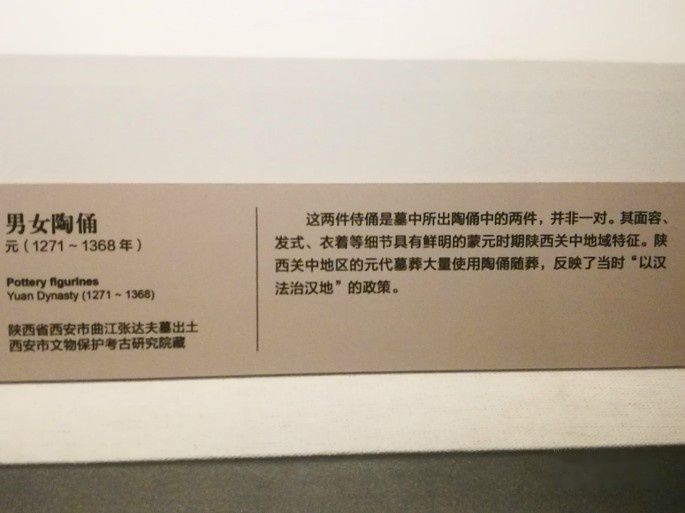 男女陶俑
元（1271～1368年）
Pottery figurines
Yuan Dynasty (1271 ~ 1368)
陕西省西安市曲江张达夫墓出土
西安市文物保护考古研究院藏
这两件侍俑是墓中所出陶俑中的两件，并非一对。其面容、
发式、衣着等细节具有鲜明的蒙元时期陕西关中地域特征。陕
西关中地区的元代墓葬大量使用陶俑随葬，反映了当时“以汉
法治汉地”的政策。